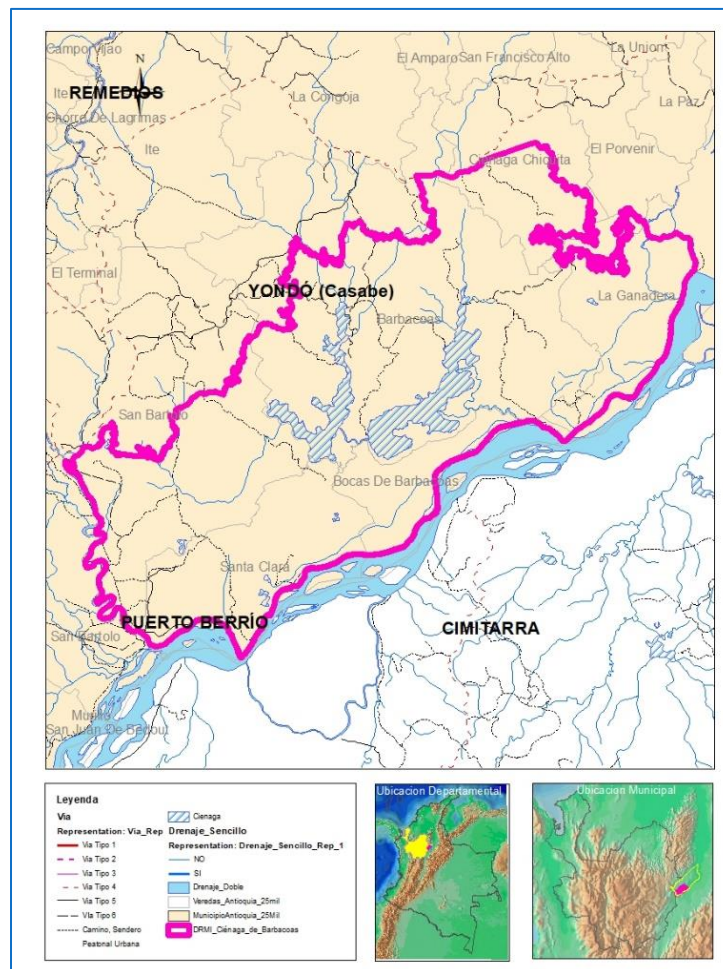 La Union
El Amparo San Francisco Alto
Campo Vijao
N
Ite
REMEDIOS
La Congoja
La Paz
Chorro De Lagrimas
Ite
El Porvenir
Cienaga Chiquita
El Terminal
YONDÓ (Casabe)
La Ganadera
Barbacoas
San Bartolo
Bocas De Barbacoas
Santa Clara
PUERTO BERRÍO
CIMITARRA
San Bartolo
Murillo
San Juan De Bedout
Leyenda
Via
Representation: Via_Rep
Via Tipo 1
Via Tipo 2
Via Tipo 3
Via Tipo 4
Via Tipo 5
Via Tipo 6
Camino, Sendero
Peatonal Urbana
Cienaga
Drenaje_Sencillo
Representation: Drenaje_Sencillo_Rep_1
NO
SI
Drenaje_Doble
Veredas_Antioquia_25mil
MunicipioAntioquia_25Mil
DRMI_Ciénaga_de_Barbacoas
Ubicacion Departamental
Ubicacion Municipal